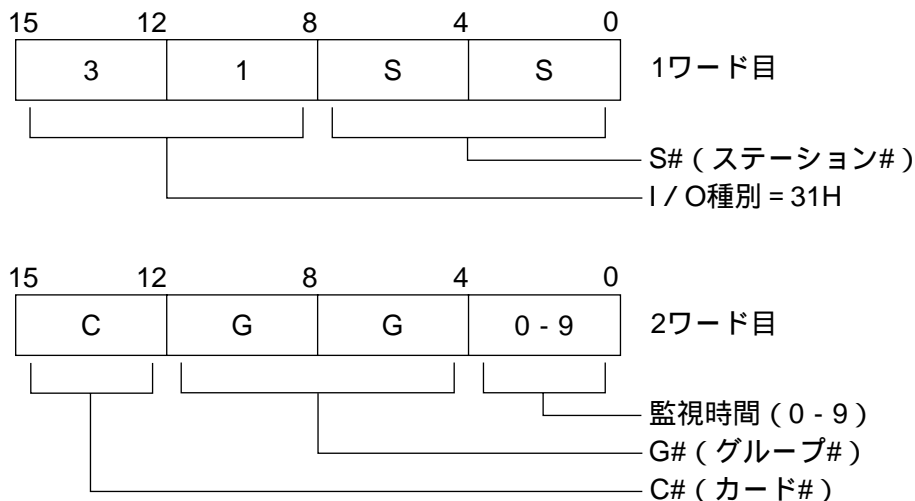 15 12 8 4 0
3 1 S S 1ワード目
S#(ステーション#)
I/O種別=31H
15 12 8 4 0
C G G 0-9 2ワード目
監視時間(0-9)
G#(グループ#)
C#(カード#)